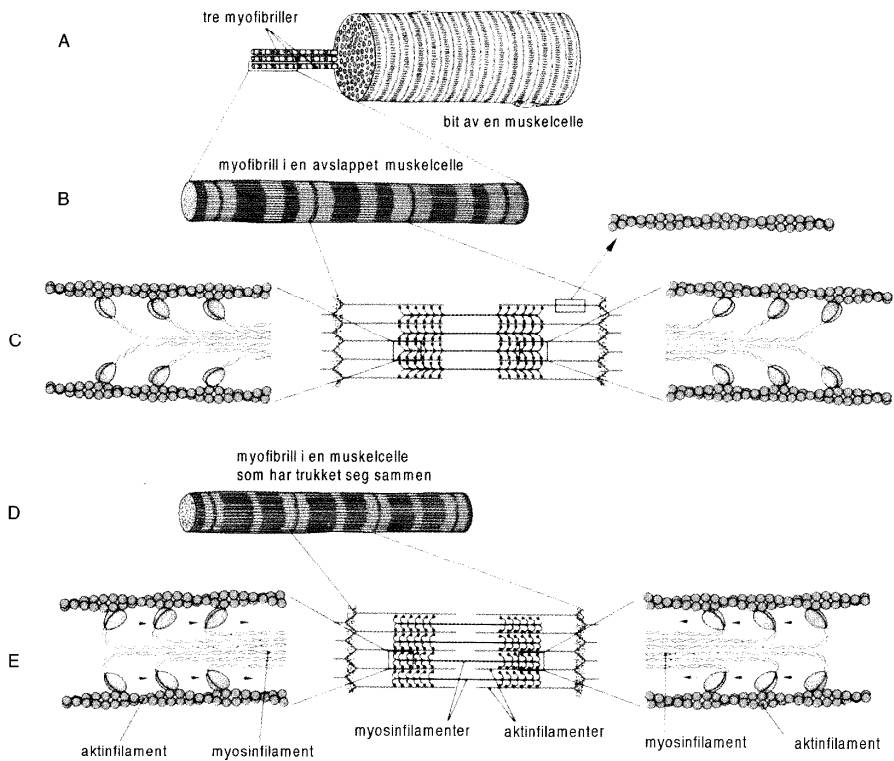 A
tre myofibriller
bit av en muskelcelle
myofibrill i en avslappet muskelcelle
B
C
myofibrill i en muskelcelle
som har trukket seg sammen
D
E
aktinfilament
myosinfilament
myosinfilamenter
aktinfilamenter
myosinfilament
aktinfilament